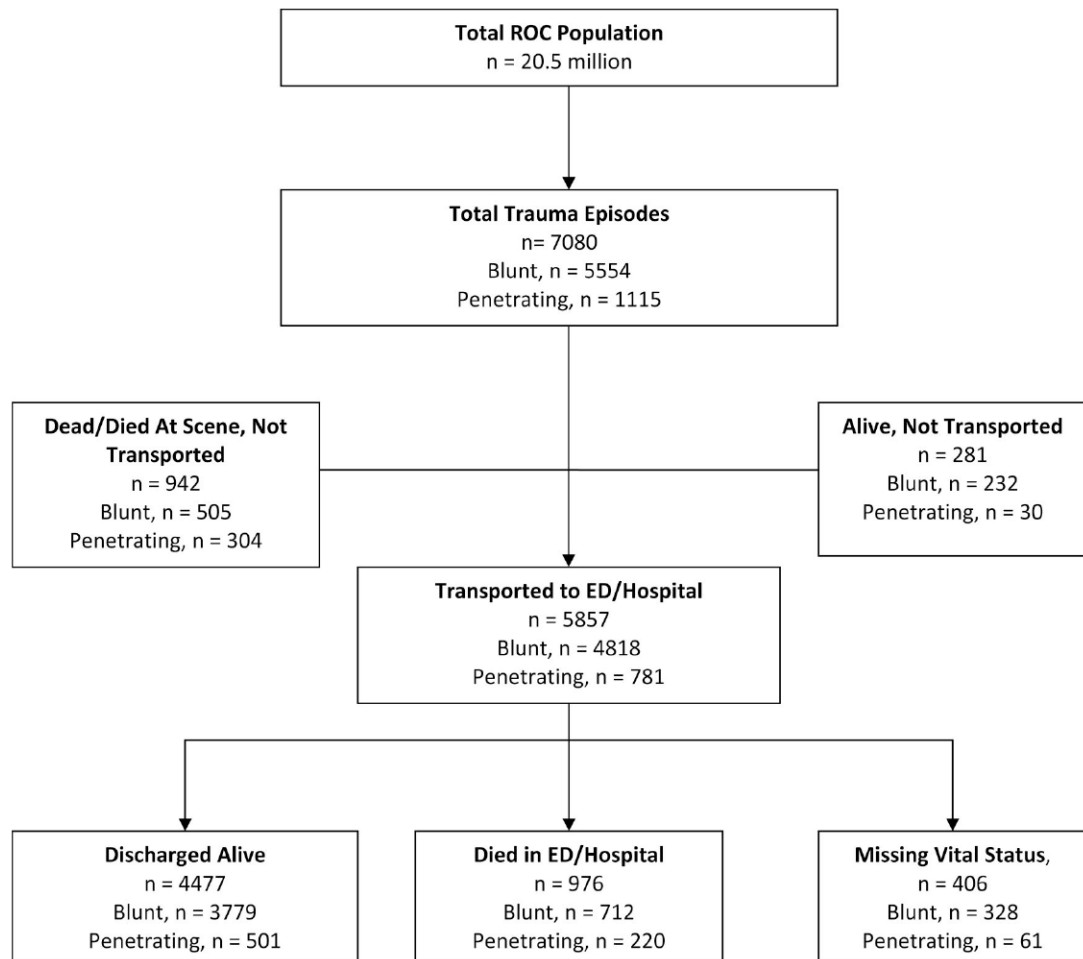 Total ROC Population
n = 20.5 million
Total Trauma Episodes
n= 7080
Blunt, n = 5554
Penetrating, n = 1115
Dead/Died At Scene, Not
Transported
n = 942
Blunt, n = 505
Penetrating, n = 304
Alive, Not Transported
n = 281
Blunt, n = 232
Penetrating, n = 30
Transported to ED/Hospital
n = 5857
Blunt, n = 4818
Penetrating, n = 781
Discharged Alive
n = 4477
Blunt, n = 3779
Penetrating, n = 501
Died in ED/Hospital
n = 976
Blunt, n = 712
Penetrating, n = 220
Missing Vital Status,
n = 406
Blunt, n = 328
Penetrating, n = 61